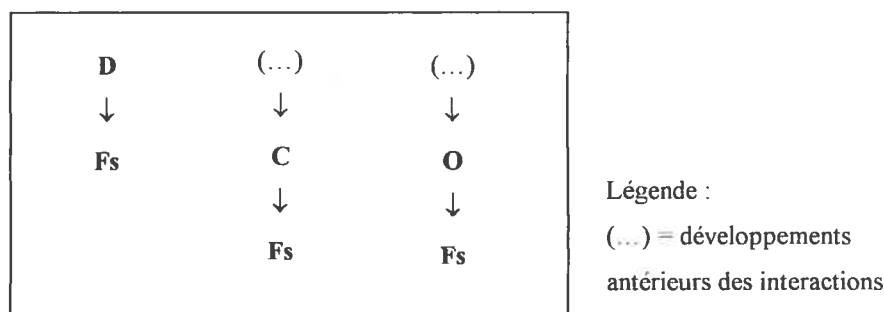 D (...) (...)
↓ ↓ ↓
Fs C O
↓ ↓
Fs Fs
Légende :
(...) = développements
antérieurs des interactions